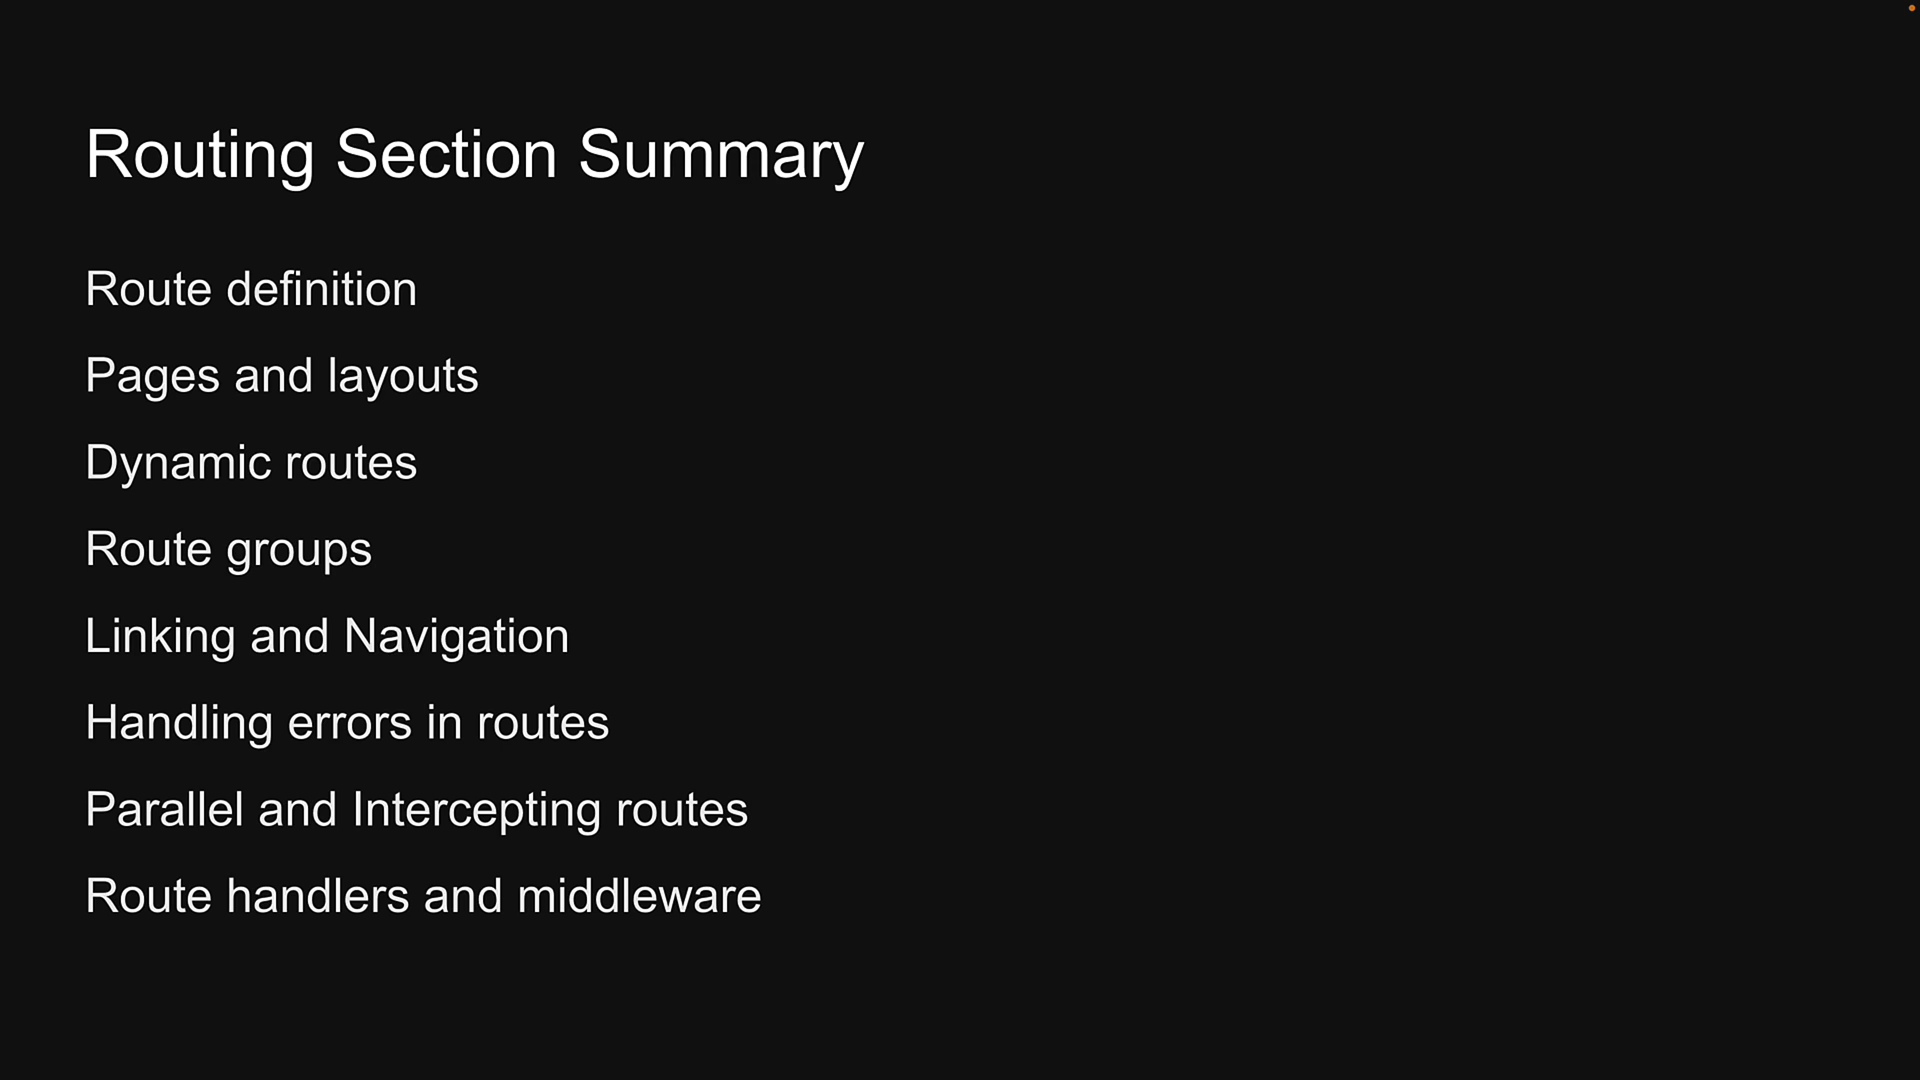 Routing Section Summary
Route definition
Pages and layouts
Dynamic routes
Route groups
Linking and Navigation
Handling errors in routes
Parallel and Intercepting routes
Route handlers and middleware